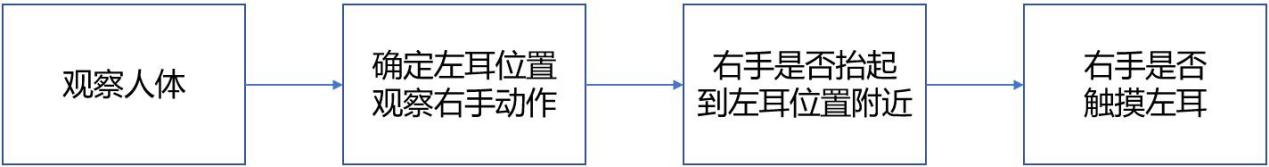 观察人体
确定左耳位置
观察右手动作
右手是否抬起
到左耳位置附近
右手是否
触摸左耳